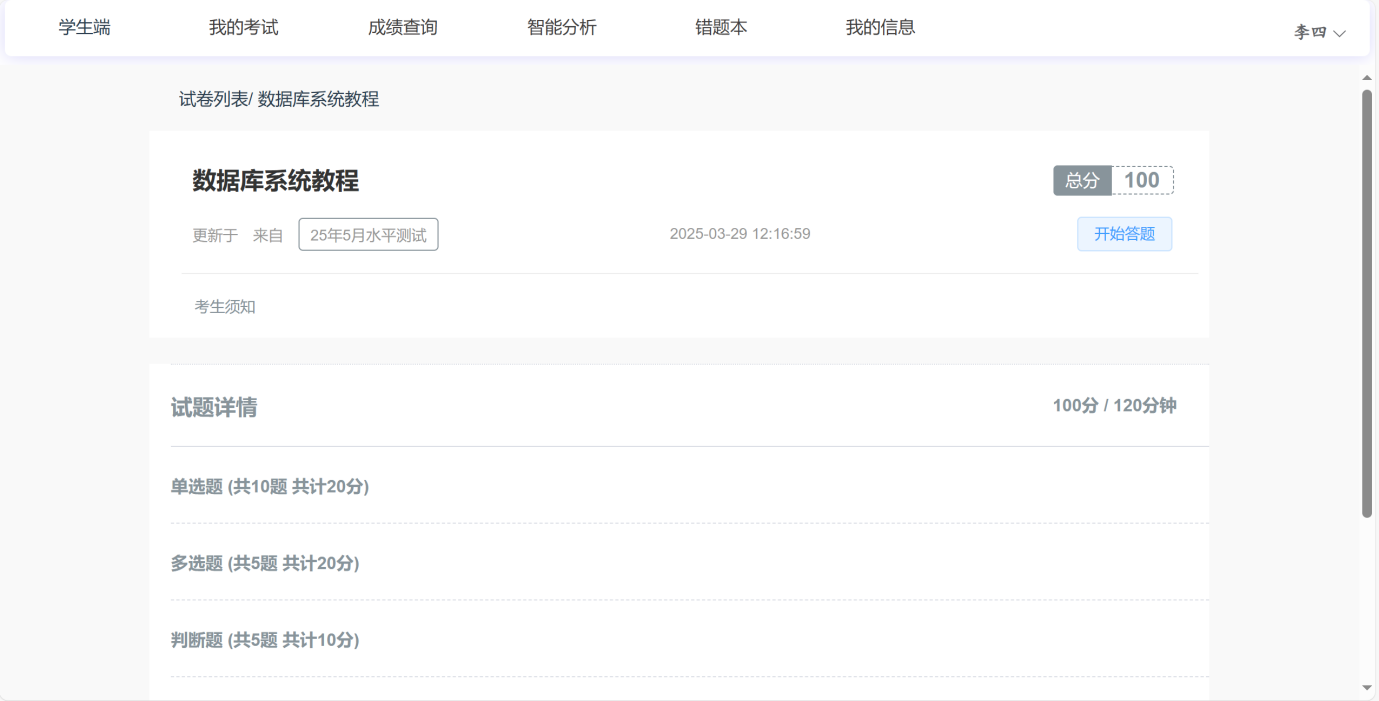 学生端 我的考试 成绩查询 智能分析 错题本 我的信息 李四
试卷列表/ 数据库系统教程
数据库系统教程 总分 100
更新于 来自 25年5月水平测试 2025-03-29 12:16:59 开始答题
考生须知
试题详情 100分 / 120分钟
单选题 (共10题 共计20分)
多选题 (共5题 共计20分)
判断题 (共5题 共计10分)